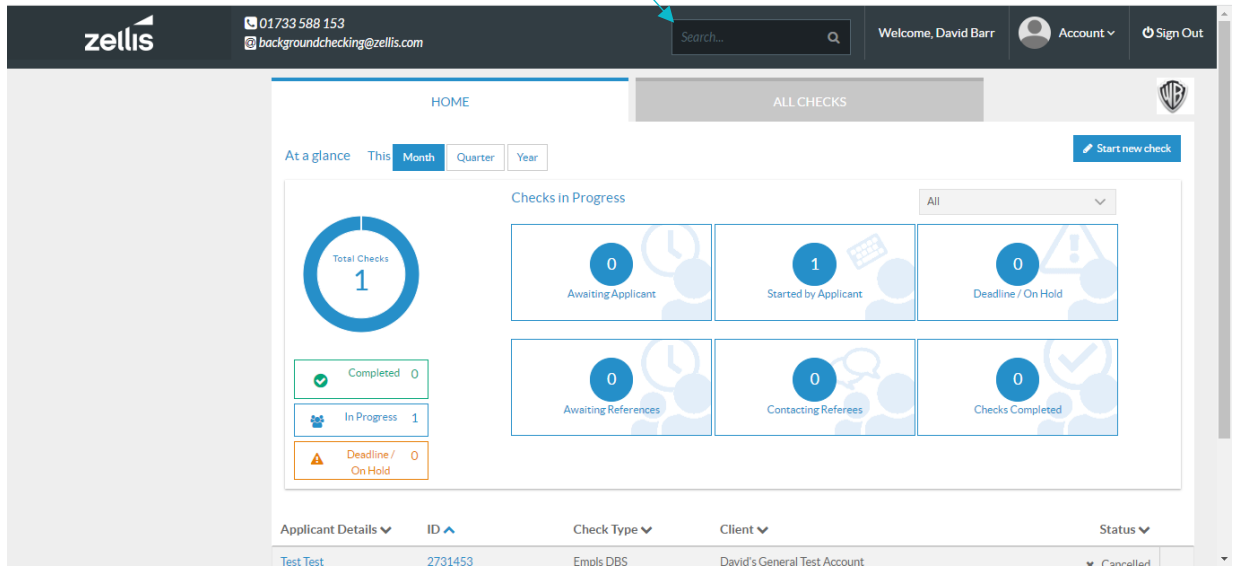 zellis
01733 588 153
@ backgroundchecking@zellis.com
Search...
Welcome, David Barr
Account
Sign Out
HOME
ALL CHECKS
WB
At a glance This Month Quarter Year
Start new check
Checks in Progress
All
Total Checks
1
0
Awaiting Applicant
1
Started by Applicant
0
Deadline / On Hold
Completed 0
In Progress 1
Deadline / On Hold 0
0
Awaiting References
0
Contacting Referees
0
Checks Completed
Applicant Details ID Check Type Client Status
Test Test 2731453 Empls DBS David's General Test Account × Cancelled